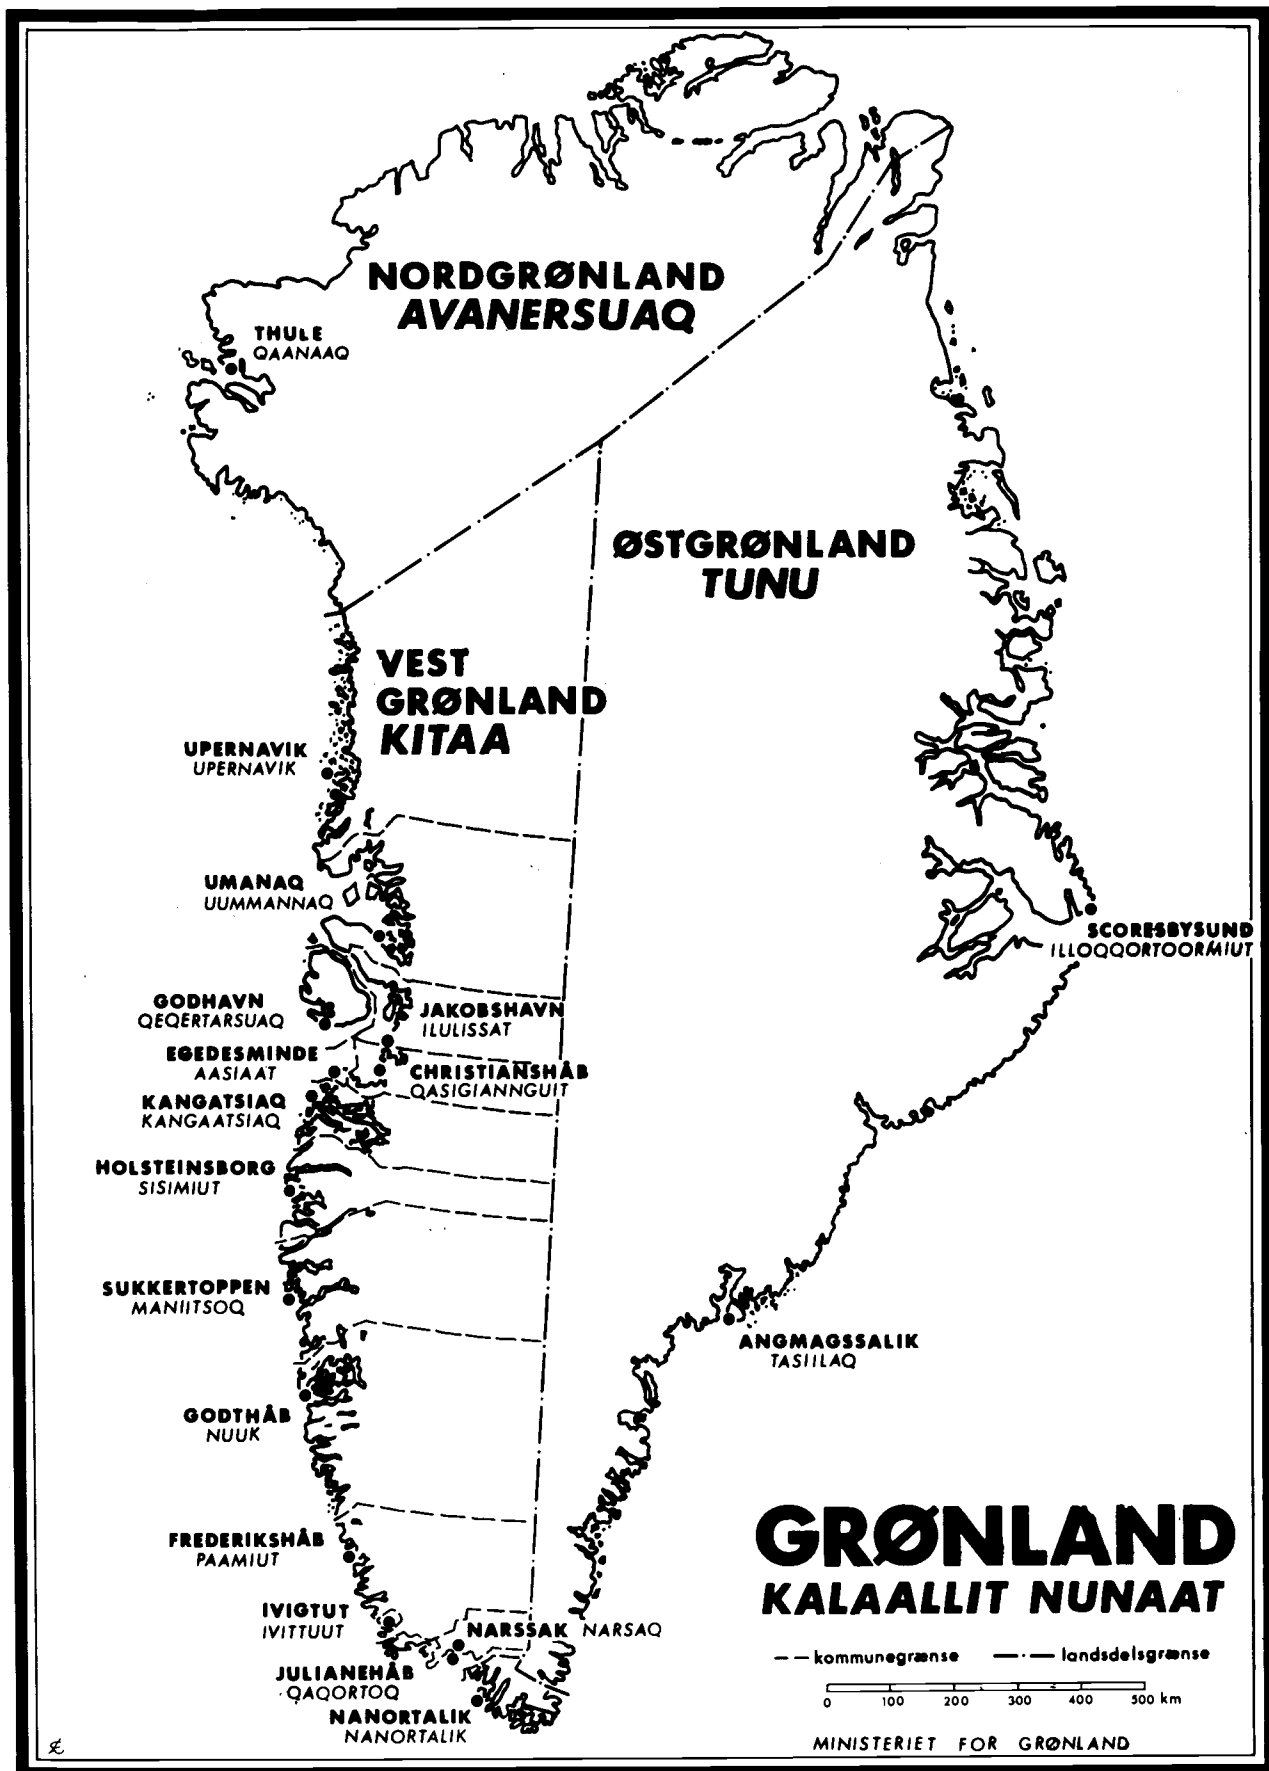 NORDGRØNLAND
AVANERSUAQ
THULE
QAANAAQ
ØSTGRØNLAND
TUNU
VEST
GRØNLAND
KITAA
UPERNAVIK
UPERNAVIK
UMANAQ
UUMMANNAQ
SCORESBYSUND
ILLOQQORTOORMIUT
GODHAVN
QEQERTARSUAQ
JAKOBSHAVN
ILULISSAT
EGEDESMINDE
AASIAAT
CHRISTIANSHÅB
QASIGIANNGUIT
KANGATSIAQ
KANGAATSIAQ
HOLSTEINSBORG
SISIMIUT
SUKKERTOPPEN
MANIITSOQ
ANGMAGSSALIK
TASIILAQ
GODTHÅB
NUUK
FREDERIKSHÅB
PAAMIUT
IVIGTUT
IVITTUUT
NARSSAK NARSAQ
JULIANEHÅB
QAQORTOQ
NANORTALIK
NANORTALIK
GRØNLAND
KALAALLIT NUNAAT
kommunegrænse landsdelsgrænse
0 100 200 300 400 500 km
MINISTERIET FOR GRØNLAND